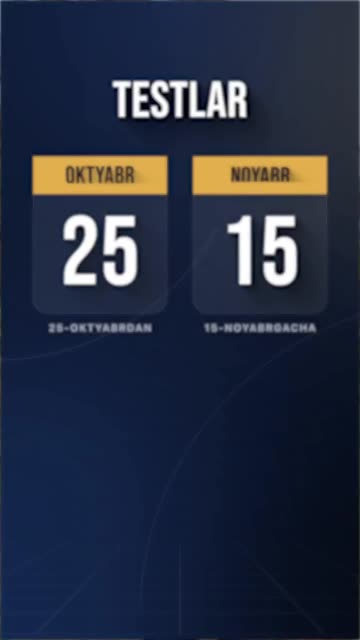 TESTLAR
OKTYABR
NOYABR
25
15
25-OKTYABRDAN
15-NOYABRGACHA